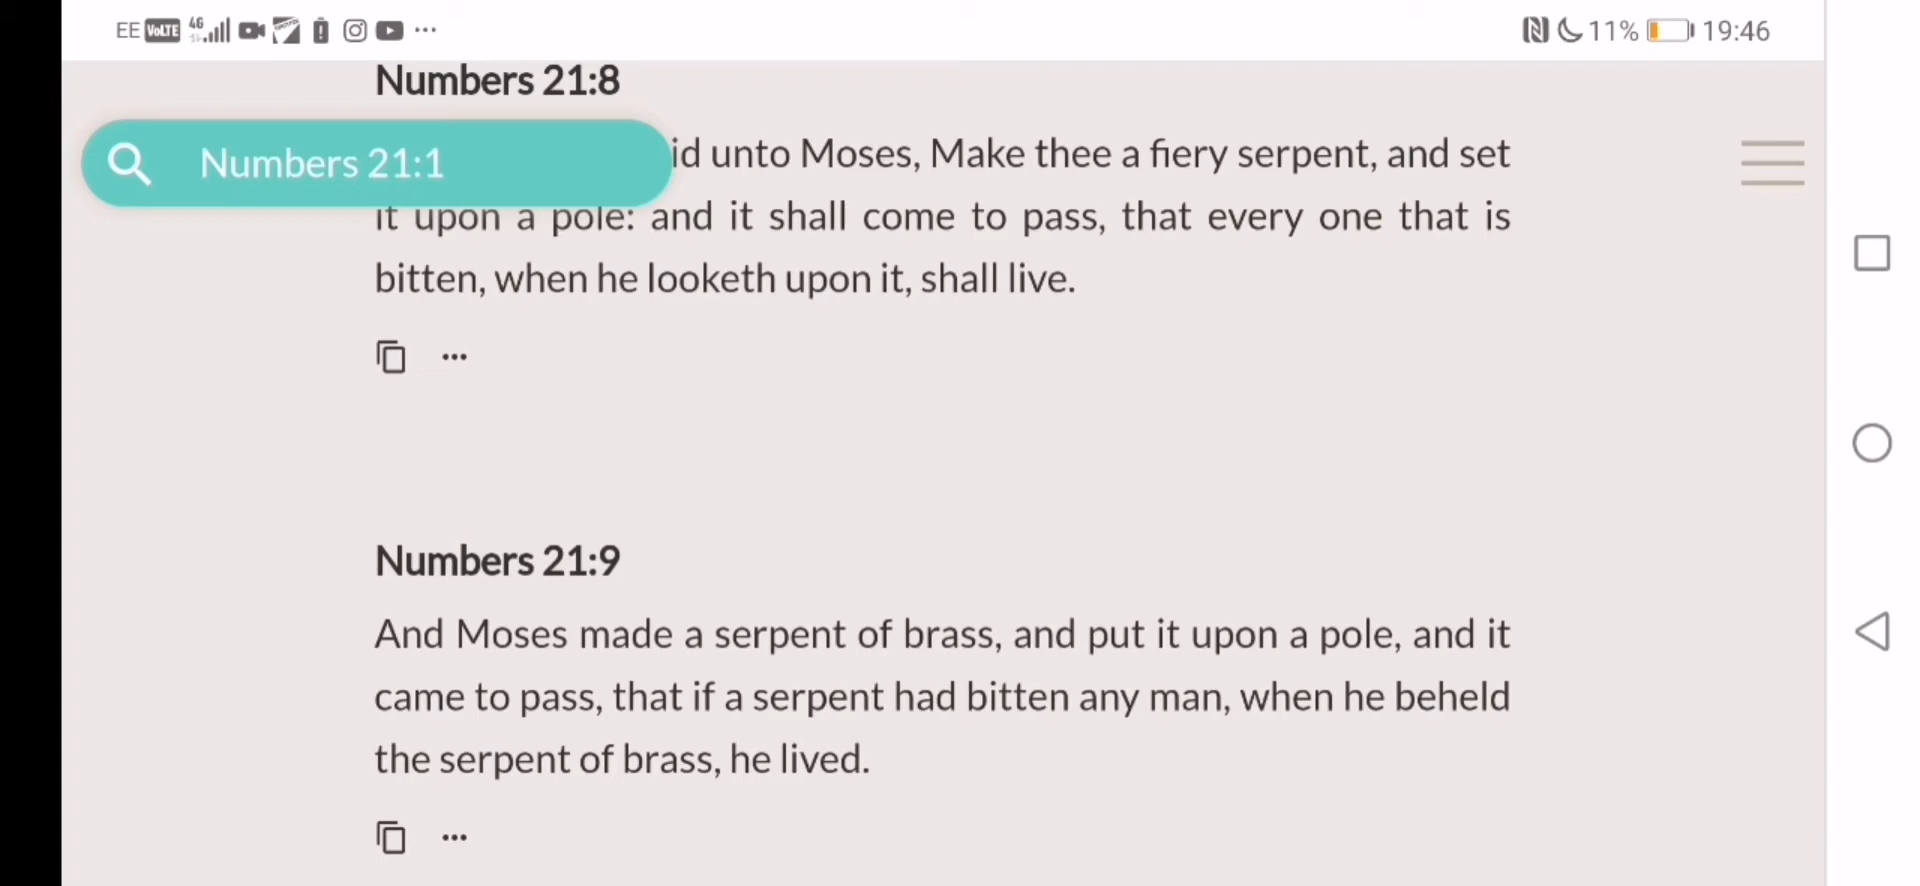 EE VoLTE 4G 11% 19:46
Numbers 21:8
Numbers 21:1
id unto Moses, Make thee a fiery serpent, and set
it upon a pole: and it shall come to pass, that every one that is
bitten, when he looketh upon it, shall live.
Numbers 21:9
And Moses made a serpent of brass, and put it upon a pole, and it
came to pass, that if a serpent had bitten any man, when he beheld
the serpent of brass, he lived.